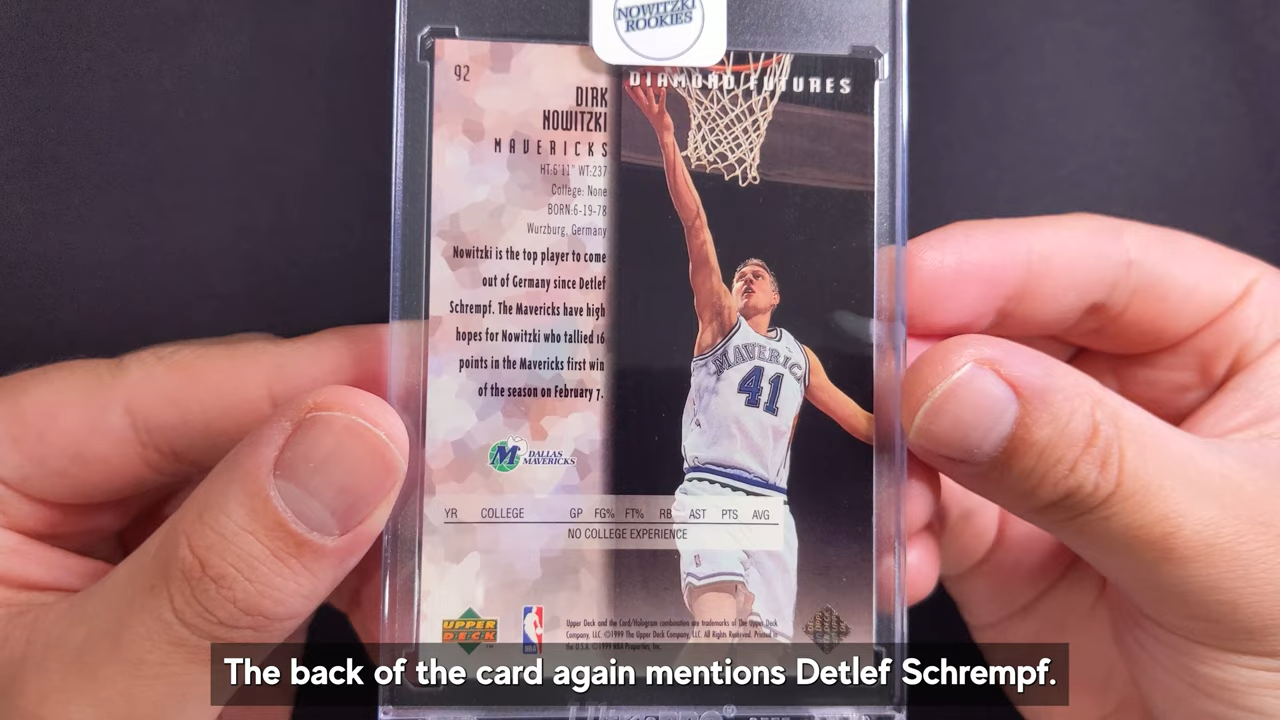 NOWITZKI
ROOKIES
92
DIAMOND FUTURES
DIRK
NOWITZKI
MAVERICKS
HT:6'11" WT:237
College: None
BORN:6-19-78
Wurzburg, Germany
Nowitzki is the top player to come
out of Germany since Detlef
Schrempf. The Mavericks have high
hopes for Nowitzki who tallied 16
points in the Mavericks first win
of the season on February 7.
MAVERIC
41
M DALLAS
MAVERICKS
YR COLLEGE GP FG% FT% RB AST PTS AVG
NO COLLEGE EXPERIENCE
UPPER
DECK
NBA
Upper Deck and the Card/Hologram combination are trademarks of The Upper Deck
Company, LLC. ©1999 The Upper Deck Company, LLC. All Rights Reserved. Printed in
the U.S.A. ©1999 NBA Properties, Inc.
The back of the card again mentions Detlef Schrempf.